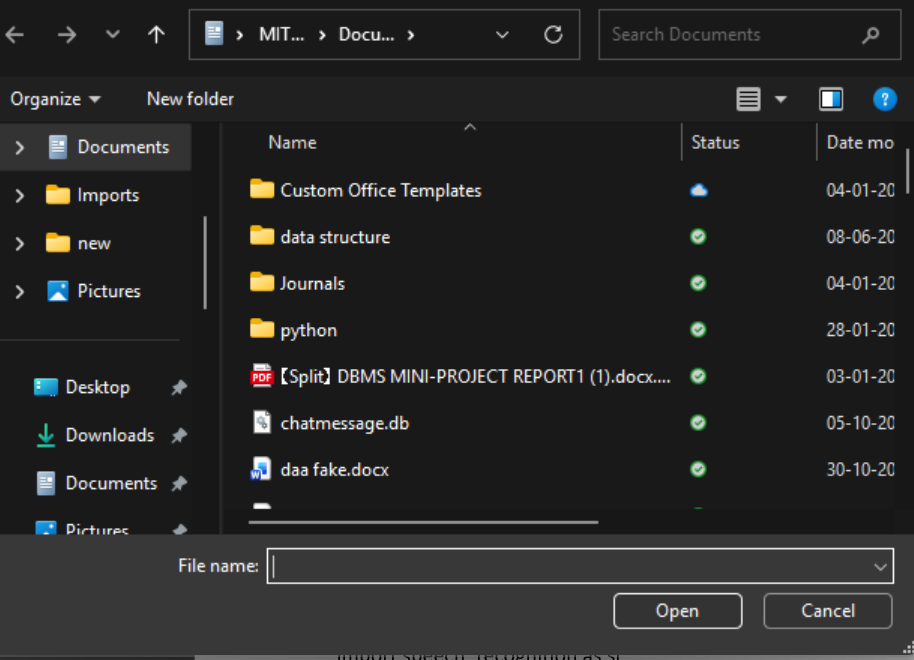 MIT... Docu... Search Documents
Organize New folder
Name Status Date mo
Documents
Imports
new
Pictures
Desktop
Downloads
Documents
Pictures
Custom Office Templates 04-01-20
data structure 08-06-20
Journals 04-01-20
python 28-01-20
PDF 【Split】DBMS MINI-PROJECT REPORT1 (1).docx.... 03-01-20
chatmessage.db 05-10-20
daa fake.docx 30-10-20
File name:
Open Cancel